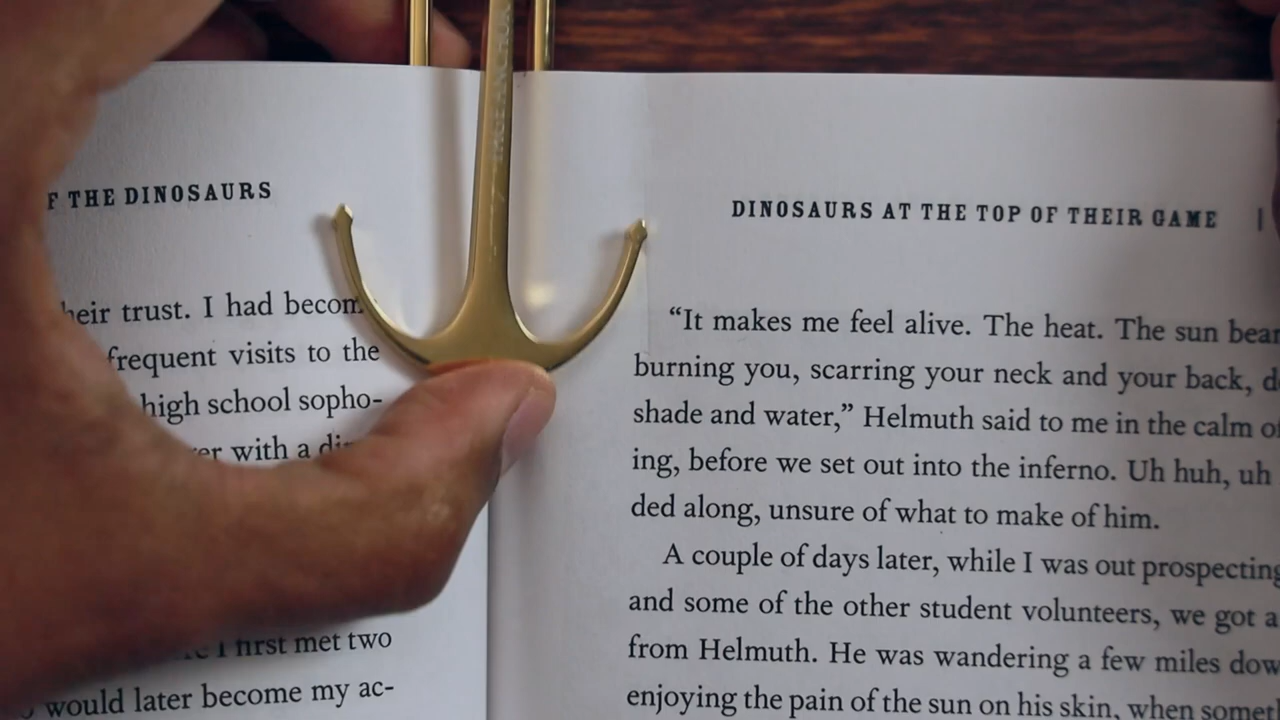 THE DINOSAURS
trust. I had
frequent visits to the
high school sopho-
with a
first met two
would later become my ac-
DINOSAURS AT THE TOP OF THEIR GAME |
“It makes me feel alive. The heat. The sun
burning you, scarring your neck and your back,
shade and water,” Helmuth said to me in the calm
ing, before we set out into the inferno. Uh huh, uh
ded along, unsure of what to make of him.
A couple of days later, while I was out prospecting
and some of the other student volunteers, we got a
from Helmuth. He was wandering a few miles
enjoying the pain of the sun on his skin, when